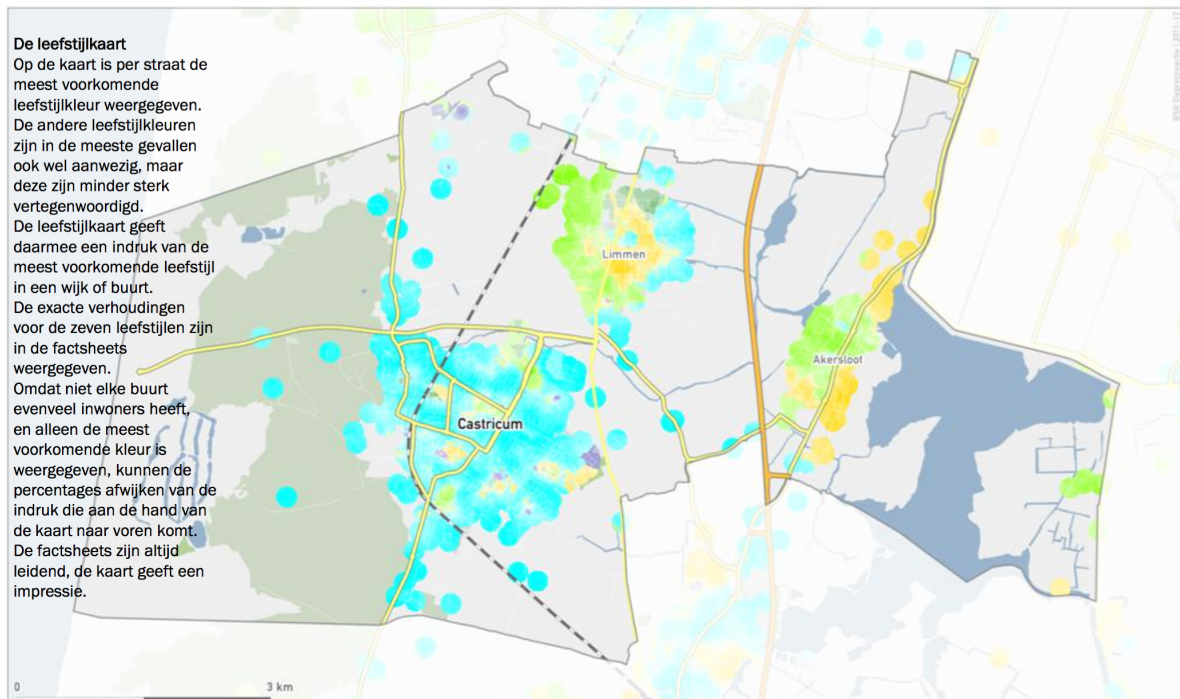 De leefstijlkaart
Op de kaart is per straat de
meest voorkomende
leefstijlkleur weergegeven.
De andere leefstijlkleuren
zijn in de meeste gevallen
ook wel aanwezig, maar
deze zijn minder sterk
vertegenwoordigd.
De leefstijlkaart geeft
daarmee een indruk van de
meest voorkomende leefstijl
in een wijk of buurt.
De exacte verhoudingen
voor de zeven leefstijlen zijn
in de factsheets
weergegeven.
Omdat niet elke buurt
evenveel inwoners heeft,
en alleen de meest
voorkomende kleur is
weergegeven, kunnen de
percentages afwijken van de
indruk die aan de hand van
de kaart naar voren komt.
De factsheets zijn altijd
leidend, de kaart geeft een
impressie.
Limmen
Akersloot
Castricum
0
3 km